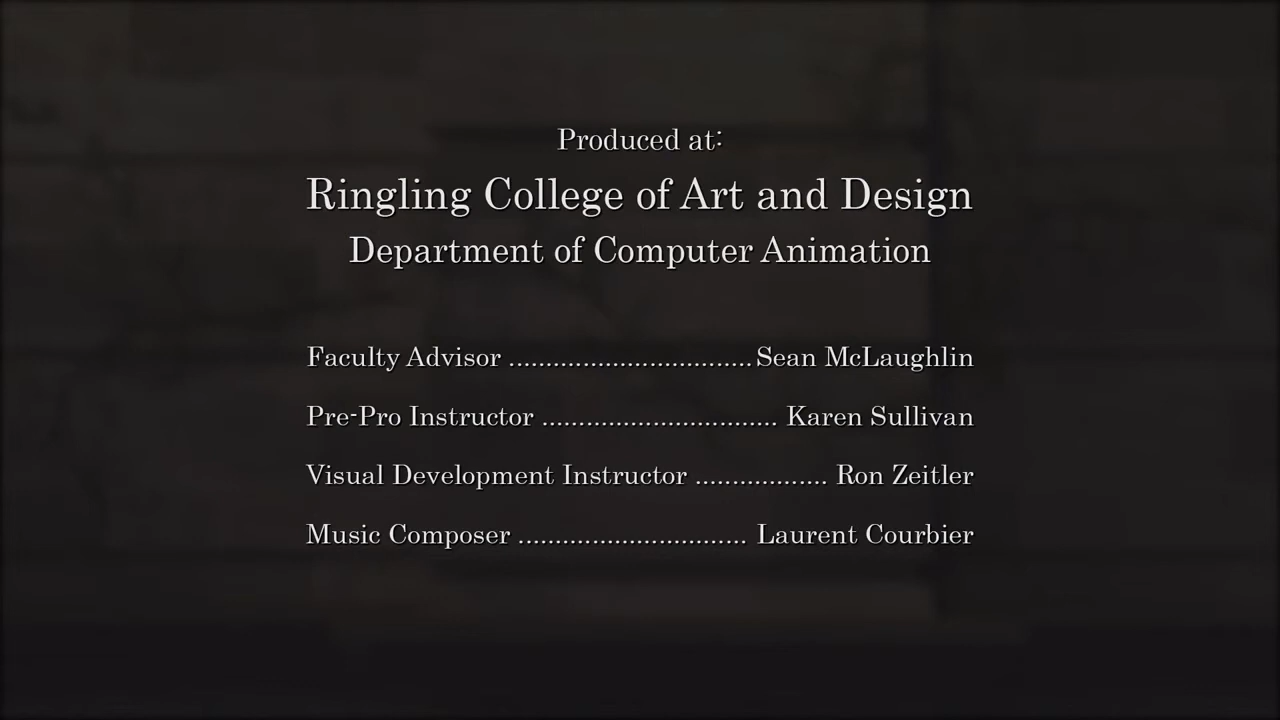 Produced at:
Ringling College of Art and Design
Department of Computer Animation
Faculty Advisor ................................. Sean McLaughlin
Pre-Pro Instructor ................................ Karen Sullivan
Visual Development Instructor .................. Ron Zeitler
Music Composer ............................... Laurent Courbier